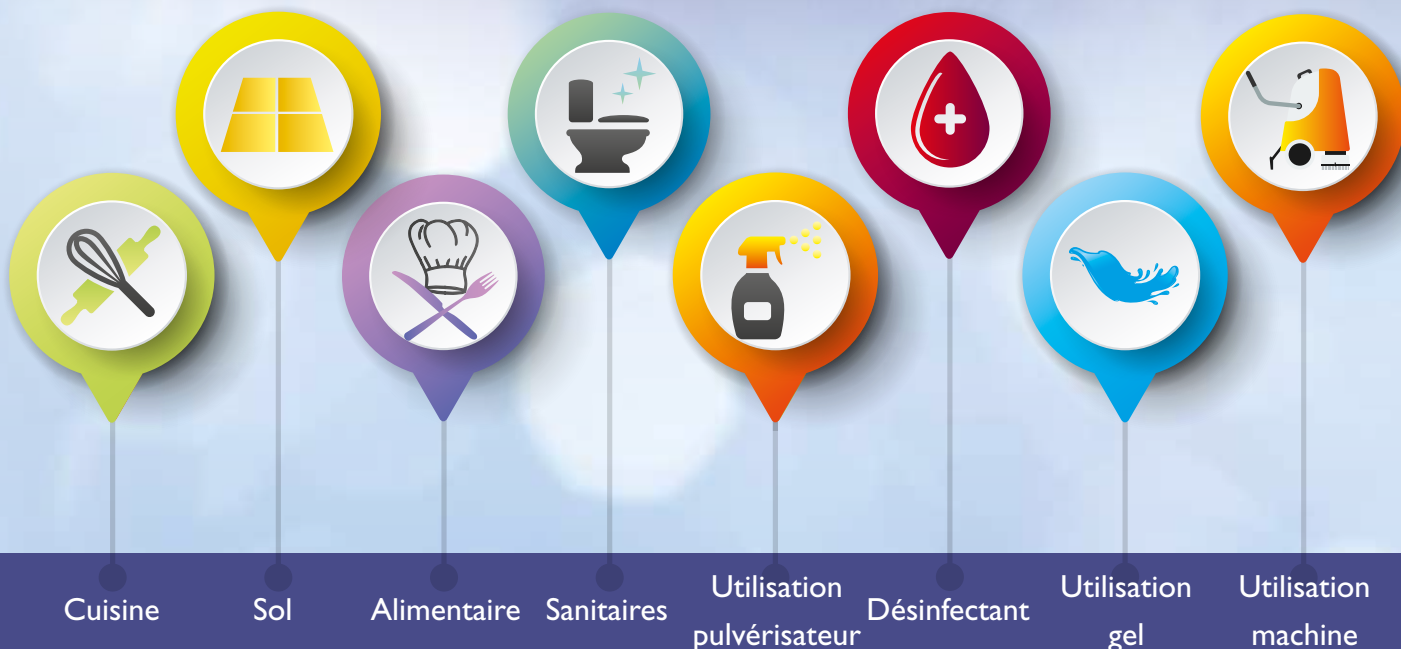 Cuisine
Sol
Alimentaire
Sanitaires
Utilisation
pulvérisateur
Désinfectant
Utilisation
gel
Utilisation
machine